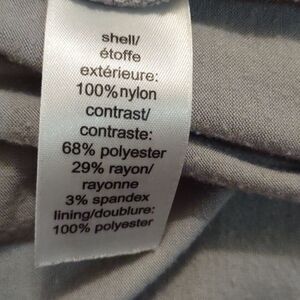 shell/
étoffe
extérieure:
100% nylon
contrast/
contraste:
68% polyester
29% rayon/
rayonne
3% spandex
lining/doublure:
100% polyester